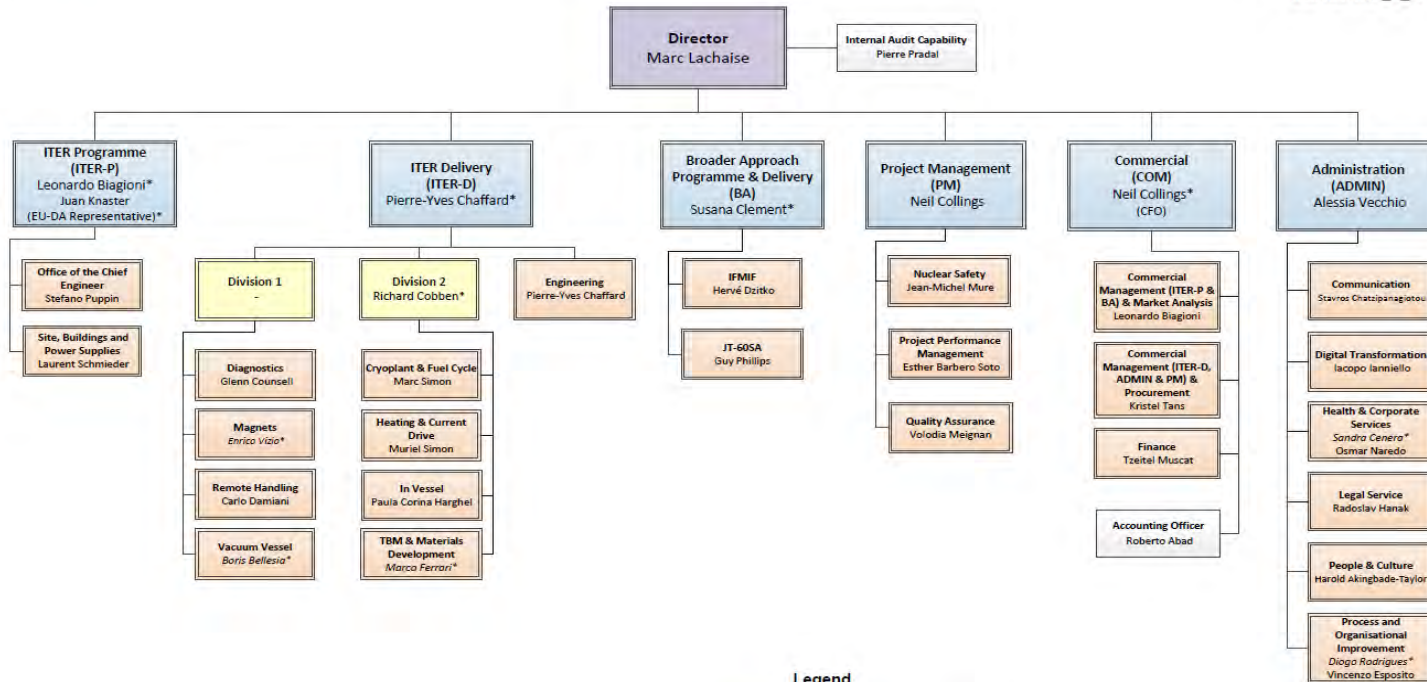 Director
Marc Lachaise
Internal Audit Capability
Pierre Pradal
ITER Programme
(ITER-P)
Leonardo Biagioni*
Juan Knaster
(EU-DA Representative)*
ITER Delivery
(ITER-D)
Pierre-Yves Chaffard*
Broader Approach
Programme & Delivery
(BA)
Susana Clement*
Project Management
(PM)
Neil Collings
Commercial
(COM)
Neil Collings*
(CFO)
Administration
(ADMIN)
Alessia Vecchio
Office of the Chief
Engineer
Stefano Puppin
Site, Buildings and
Power Supplies
Laurent Schmieder
Division 1
-
Division 2
Richard Cobben*
Engineering
Pierre-Yves Chaffard
Diagnostics
Glenn Counsell
Magnets
Enrico Vizio*
Remote Handling
Carlo Damiani
Vacuum Vessel
Boris Bellesia*
Cryoplant & Fuel Cycle
Marc Simon
Heating & Current
Drive
Muriel Simon
In Vessel
Paula Corina Harghel
TBM & Materials
Development
Marco Ferrari*
IFMIF
Hervé Dzitko
JT-60SA
Guy Phillips
Nuclear Safety
Jean-Michel Mure
Project Performance
Management
Esther Barbero Soto
Quality Assurance
Volodia Meignan
Commercial
Management (ITER-P &
BA) & Market Analysis
Leonardo Biagioni
Commercial
Management (ITER-D,
ADMIN & PM) &
Procurement
Kristel Tans
Finance
Tzeitel Muscat
Accounting Officer
Roberto Abad
Communication
Stavros Chatzipanagiotou
Digital Transformation
Iacopo Ianniello
Health & Corporate
Services
Sandra Cenera*
Osmar Naredo
Legal Service
Radoslav Hanak
People & Culture
Harold Akingbade-Taylor
Process and
Organisational
Improvement
Diogo Rodrigues*
Vincenzo Esposito
Legend